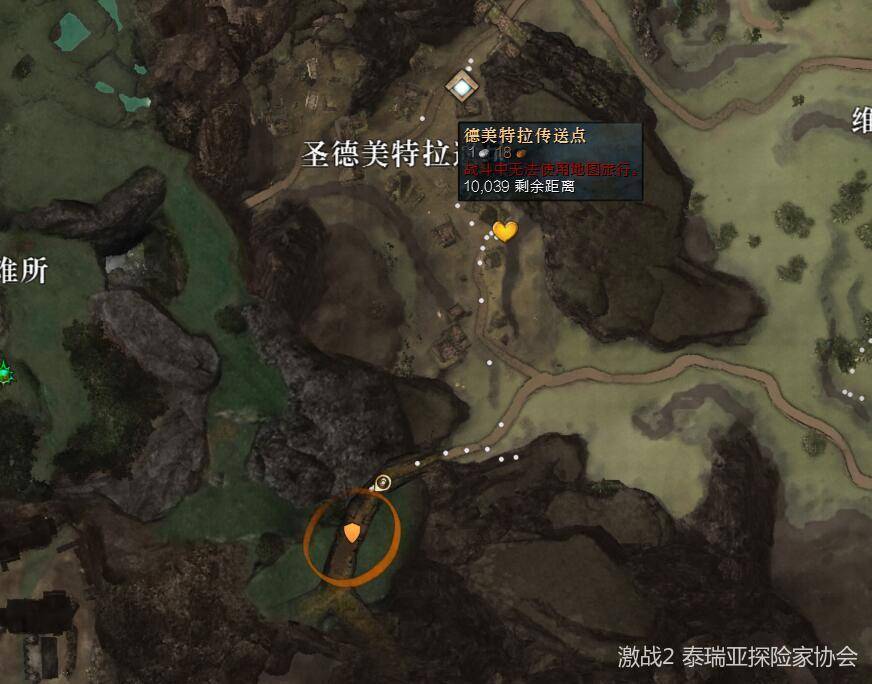 德美特拉传送点
1 18
战斗中无法使用地图旅行。
10,039 剩余距离
圣德美特拉
维
难所
激战2 泰瑞亚探险家协会